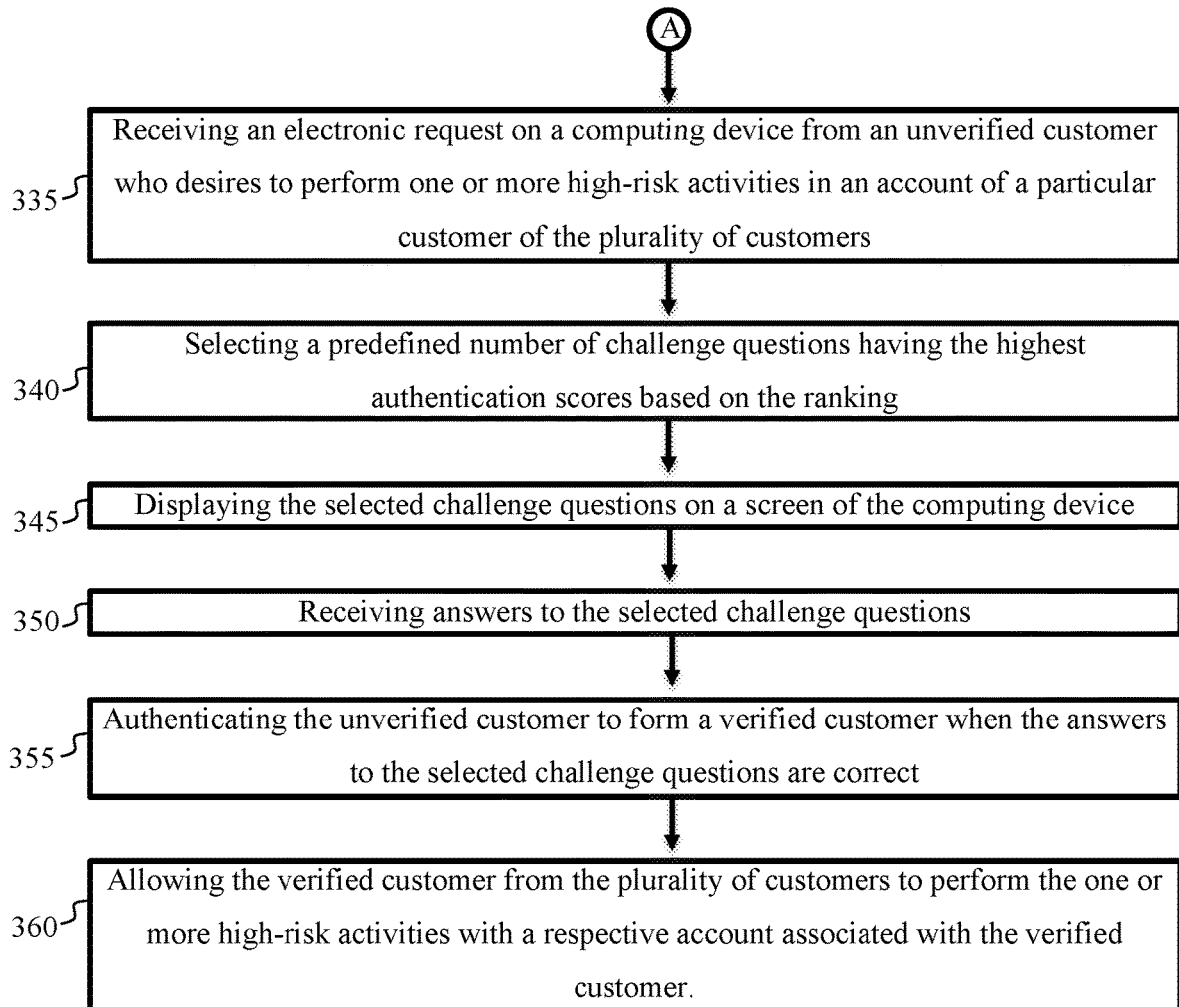 A
Receiving an electronic request on a computing device from an unverified customer
who desires to perform one or more high-risk activities in an account of a particular
customer of the plurality of customers
335
Selecting a predefined number of challenge questions having the highest
authentication scores based on the ranking
340
Displaying the selected challenge questions on a screen of the computing device
345
Receiving answers to the selected challenge questions
350
Authenticating the unverified customer to form a verified customer when the answers
to the selected challenge questions are correct
355
Allowing the verified customer from the plurality of customers to perform the one or
more high-risk activities with a respective account associated with the verified
customer.
360